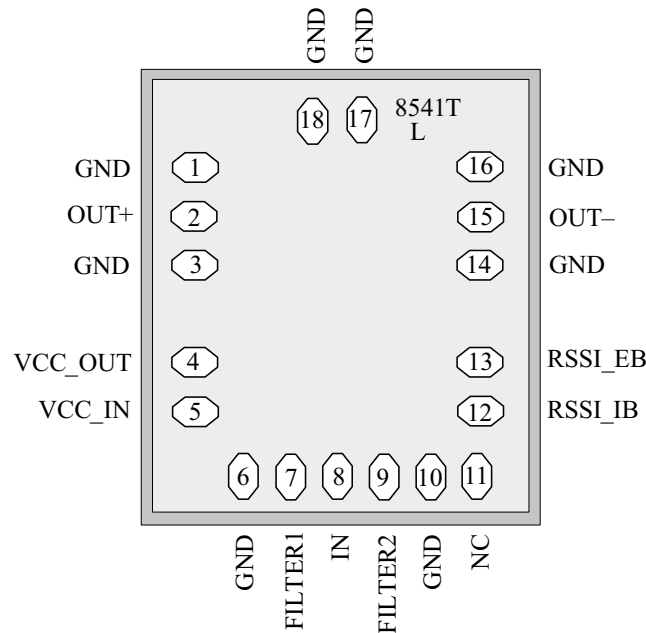 GND GND
18 17 8541T
L
GND 1 16 GND
OUT+ 2 15 OUT–
GND 3 14 GND
VCC_OUT 4 13 RSSI_EB
VCC_IN 5 12 RSSI_IB
6 7 8 9 10 11
GND FILTER1 IN FILTER2 GND NC